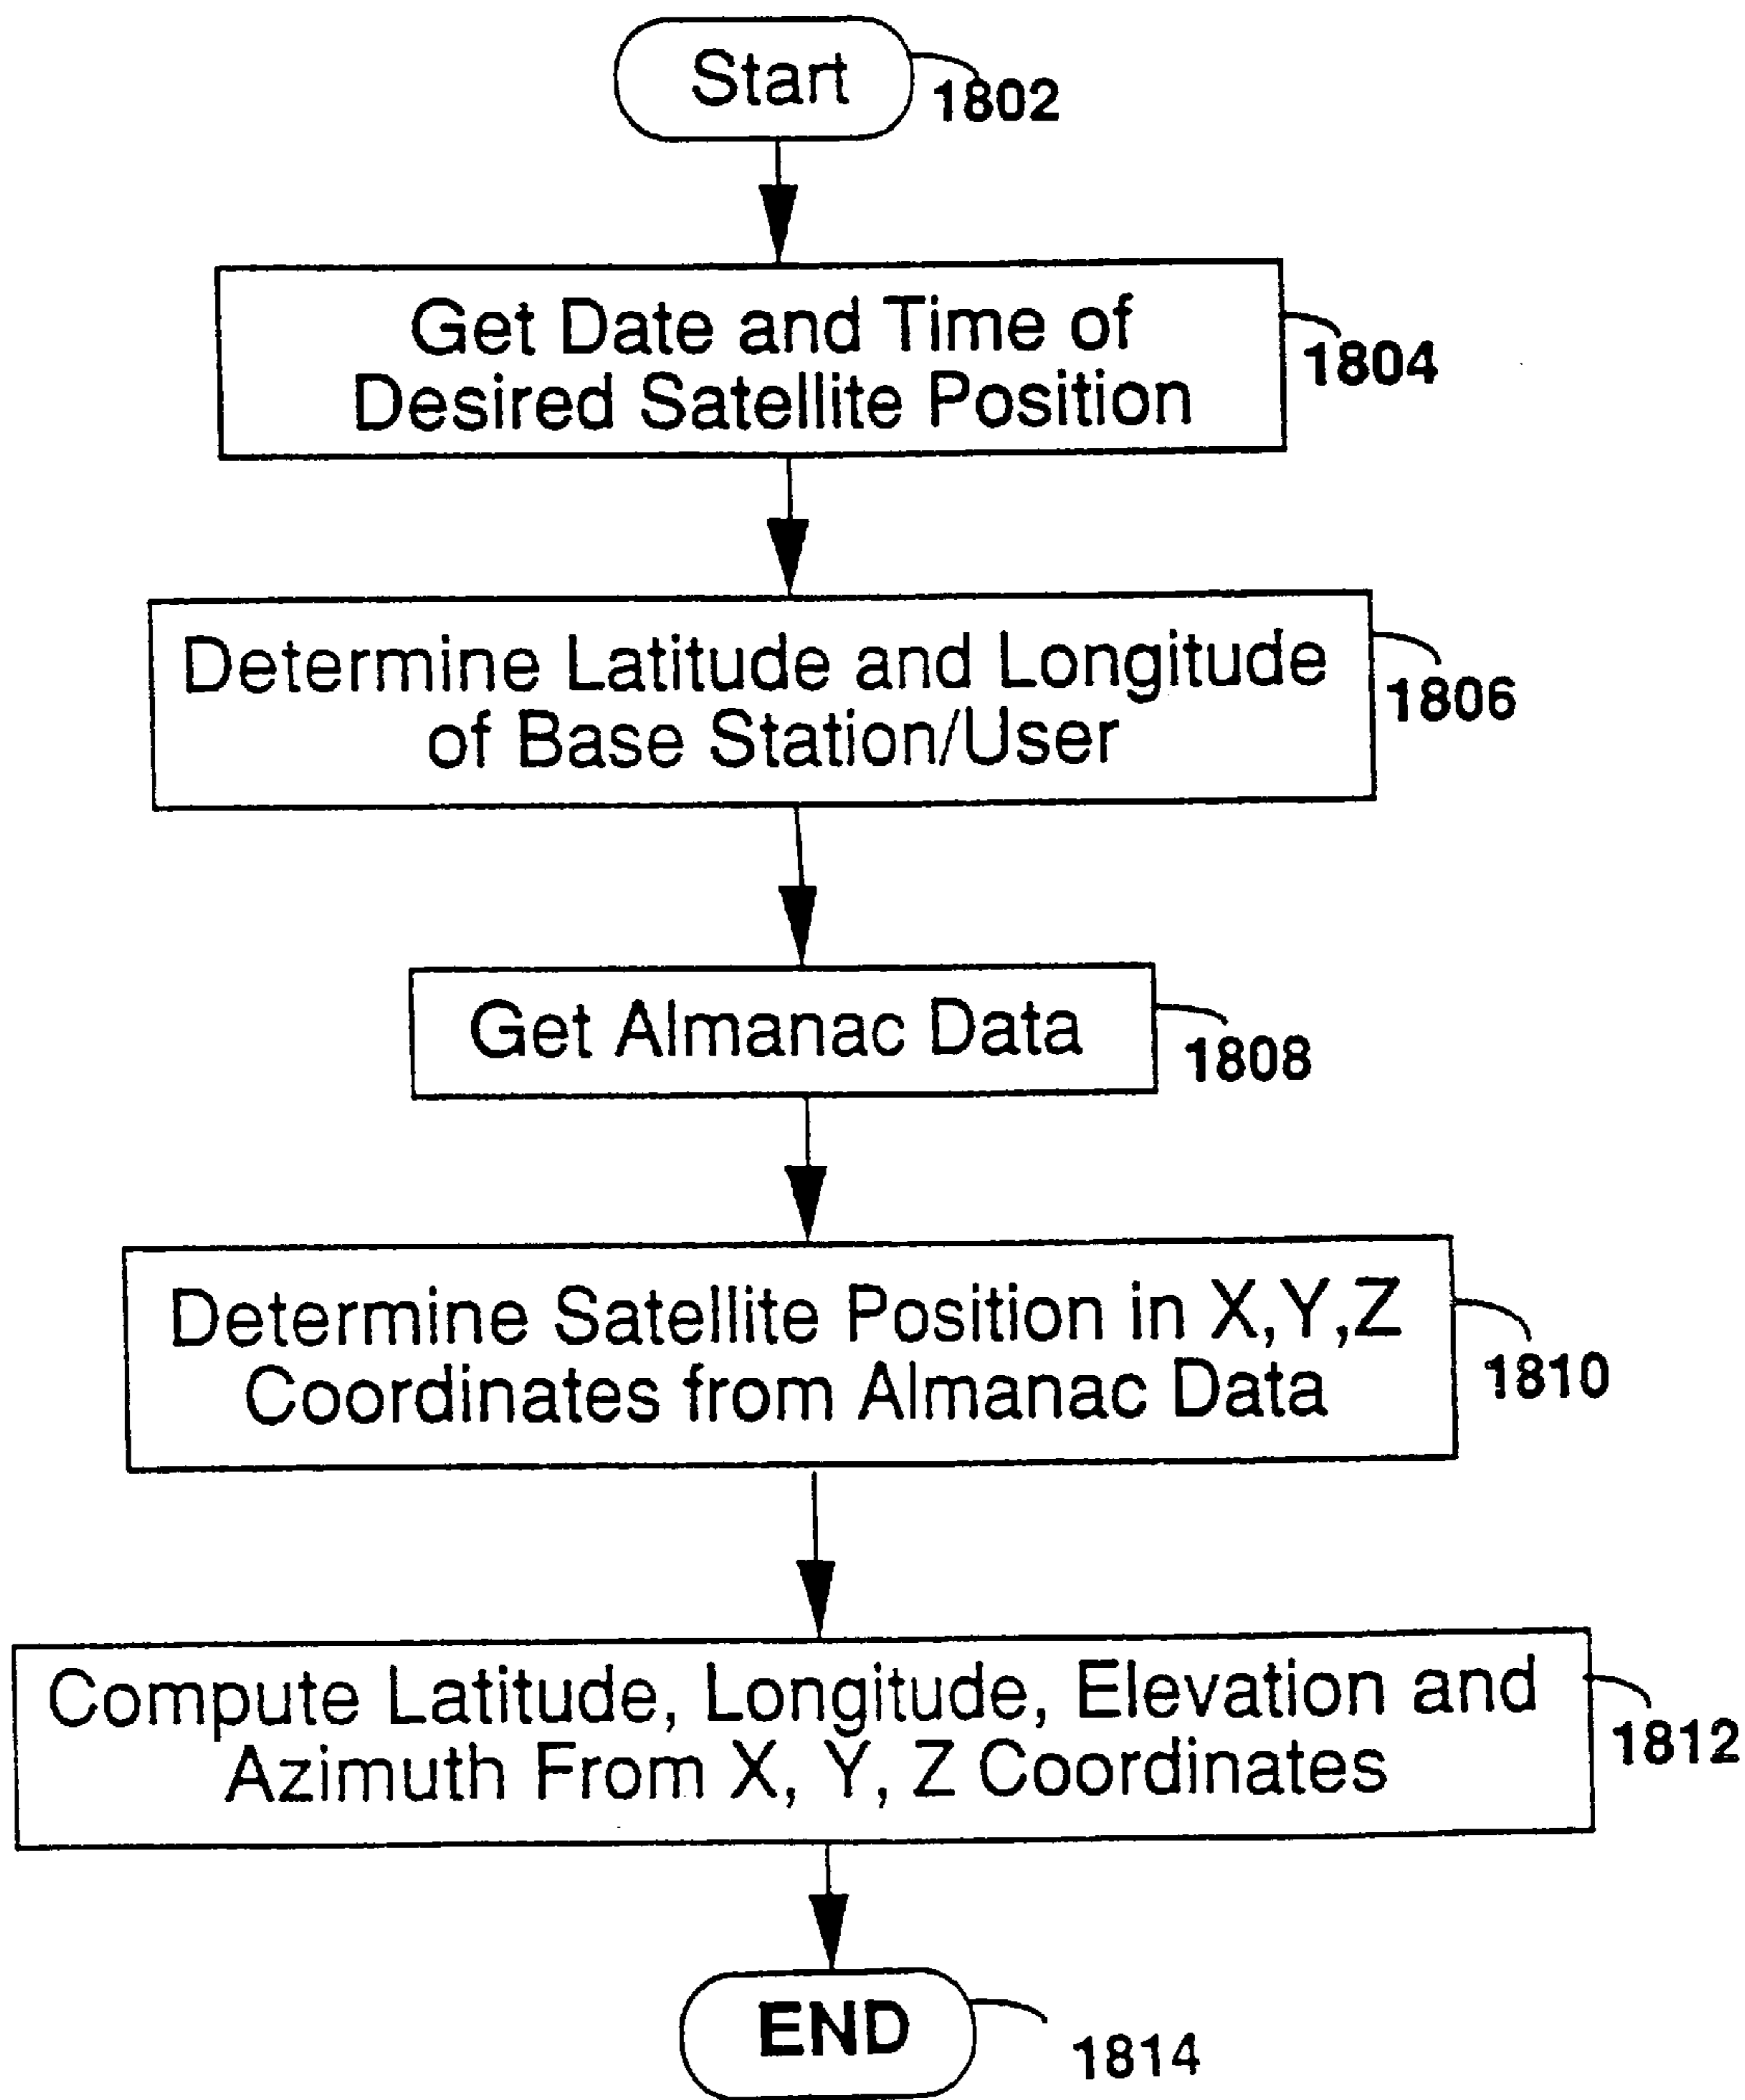 Start
1802
Get Date and Time of
Desired Satellite Position
1804
Determine Latitude and Longitude
of Base Station/User
1806
Get Almanac Data
1808
Determine Satellite Position in X,Y,Z
Coordinates from Almanac Data
1810
Compute Latitude, Longitude, Elevation and
Azimuth From X, Y, Z Coordinates
1812
END
1814